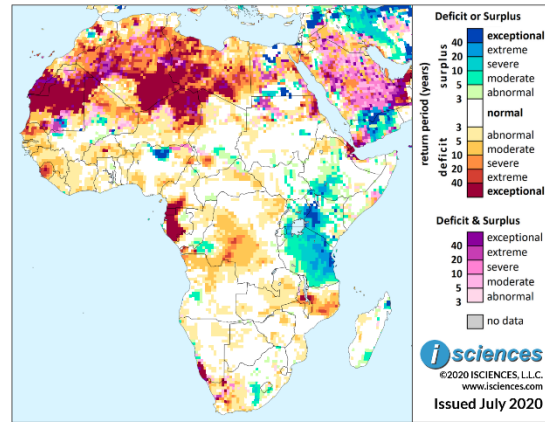 Deficit or Surplus
return period (years)
surplus
deficit
exceptional
40
extreme
20
severe
10
moderate
5
abnormal
3
normal
3
abnormal
5
moderate
10
severe
20
extreme
40
exceptional
Deficit & Surplus
exceptional
40
extreme
20
severe
10
moderate
5
abnormal
3
no data
i sciences
©2020 ISCIENCES, L.L.C.
www.isciences.com
Issued July 2020